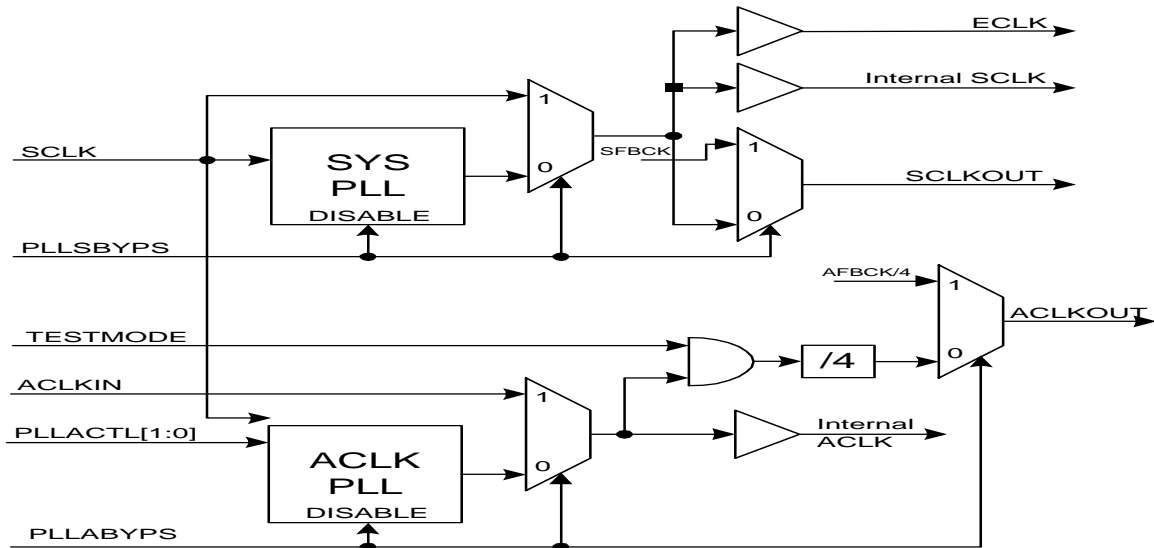 ECLK
Internal SCLK
1
SCLK
SYS
PLL
DISABLE
0
SFBCK
1
SCLKOUT
0
PLLSBYPS
AFBCK/4
1
ACLKOUT
TESTMODE
0
/4
ACLKIN
1
PLLACTL[1:0]
Internal
ACLK
ACLK
PLL
DISABLE
0
PLLABYPS